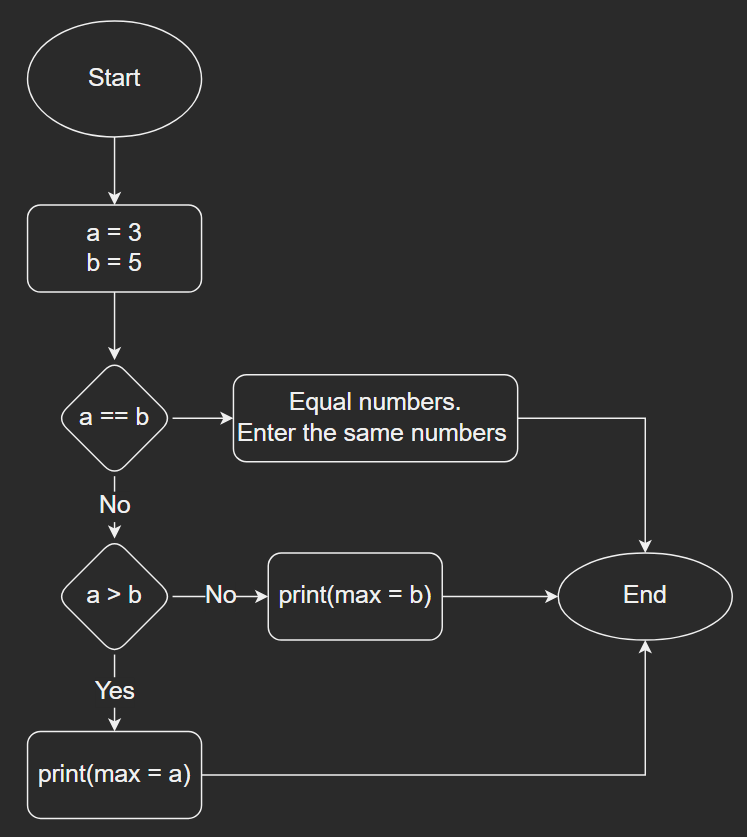 Start
a = 3
b = 5
a == b
Equal numbers.
Enter the same numbers
No
a > b
No
print(max = b)
End
Yes
print(max = a)